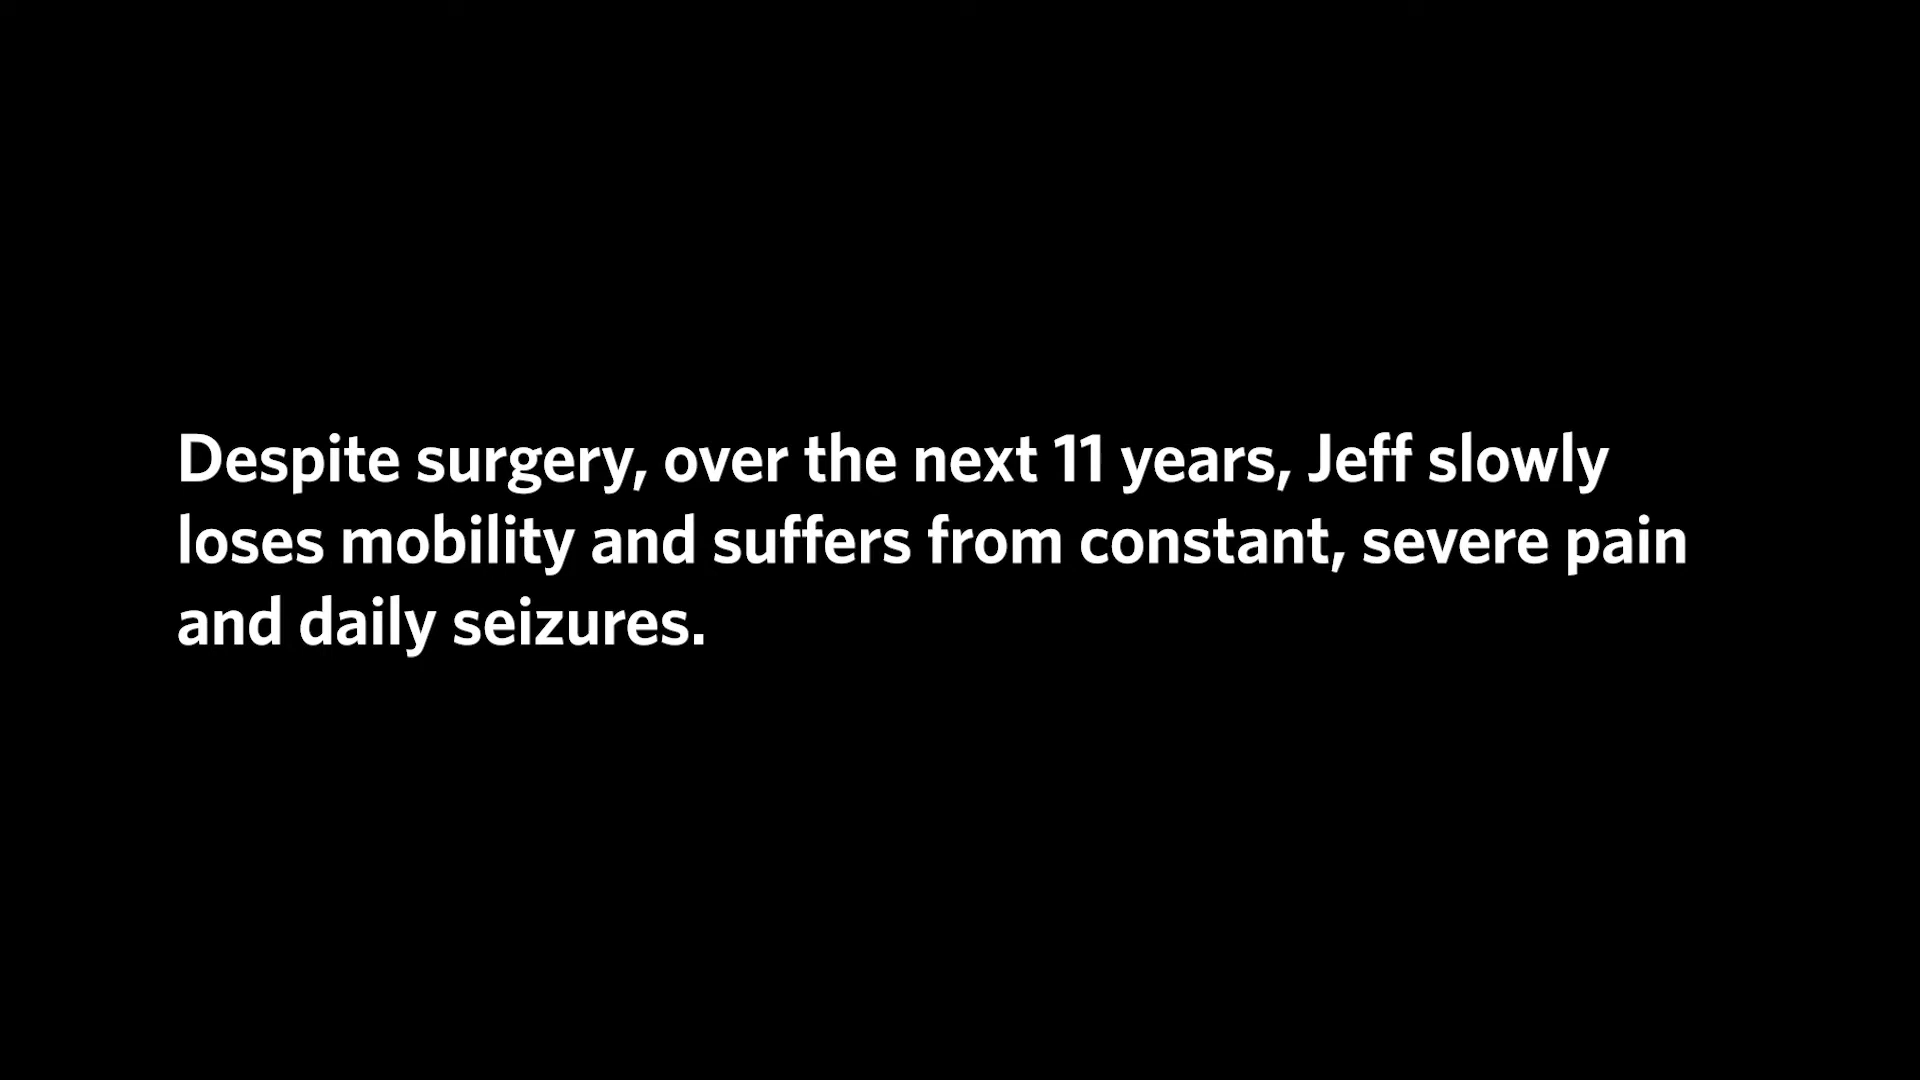 Despite surgery, over the next 11 years, Jeff slowly
loses mobility and suffers from constant, severe pain
and daily seizures.